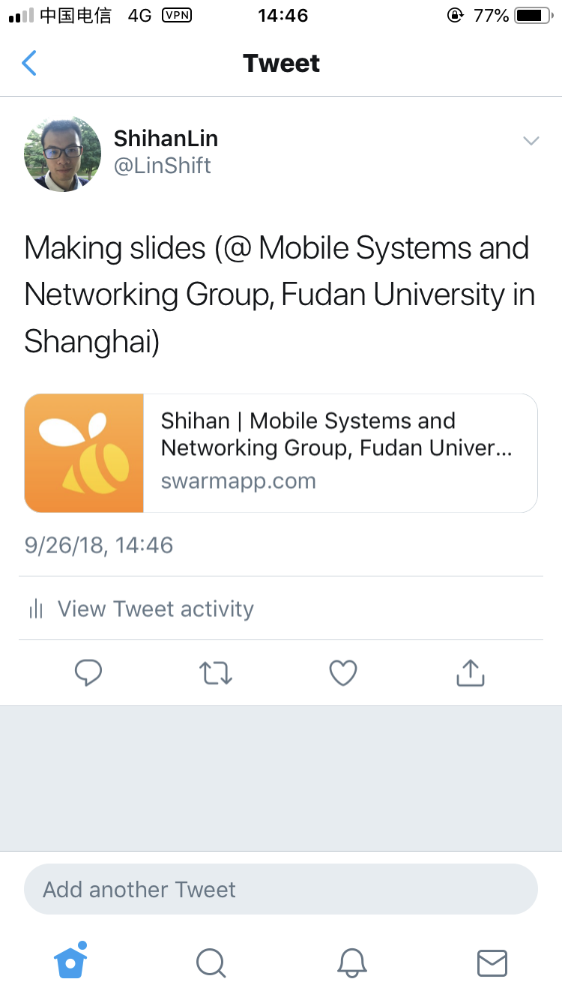 中国电信 4G VPN 14:46 77%
Tweet
ShihanLin
@LinShift
Making slides (@ Mobile Systems and
Networking Group, Fudan University in
Shanghai)
Shihan | Mobile Systems and
Networking Group, Fudan Univer...
swarmapp.com
9/26/18, 14:46
View Tweet activity
Add another Tweet